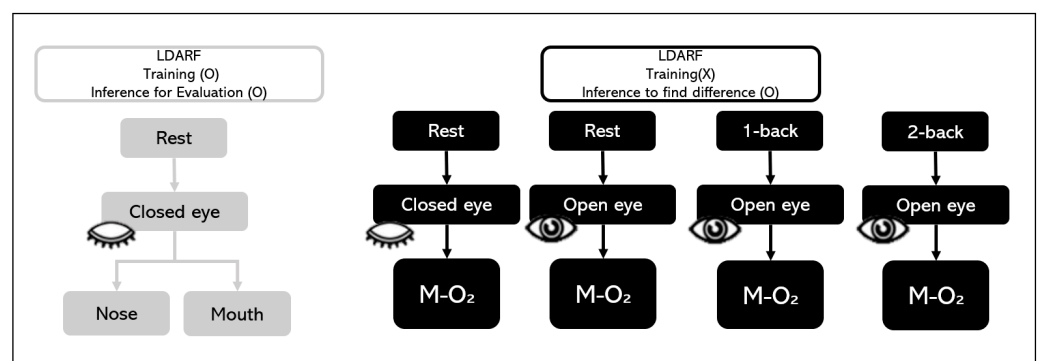 LDARF
Training (O)
Inference for Evaluation (O)
Rest
Closed eye
Nose
Mouth
LDARF
Training(X)
Inference to find difference (O)
Rest
Rest
1-back
2-back
Closed eye
Open eye
Open eye
Open eye
M-O₂
M-O₂
M-O₂
M-O₂